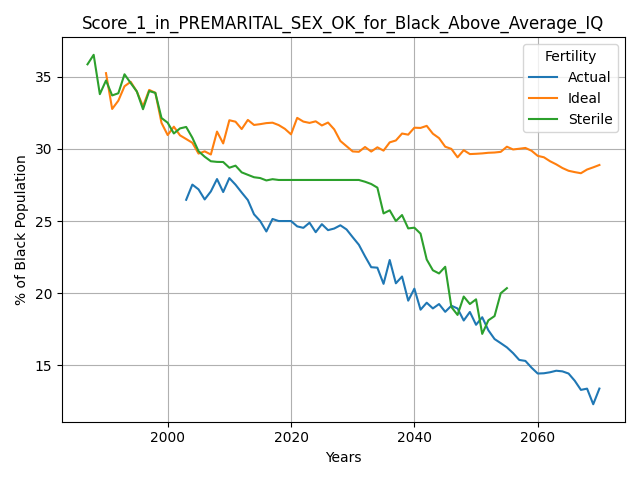 Score_1_in_PREMARITAL_SEX_OK_for_Black_Above_Average_IQ
Fertility
Actual
Ideal
Sterile
% of Black Population
35
30
25
20
15
2000
2020
2040
2060
Years